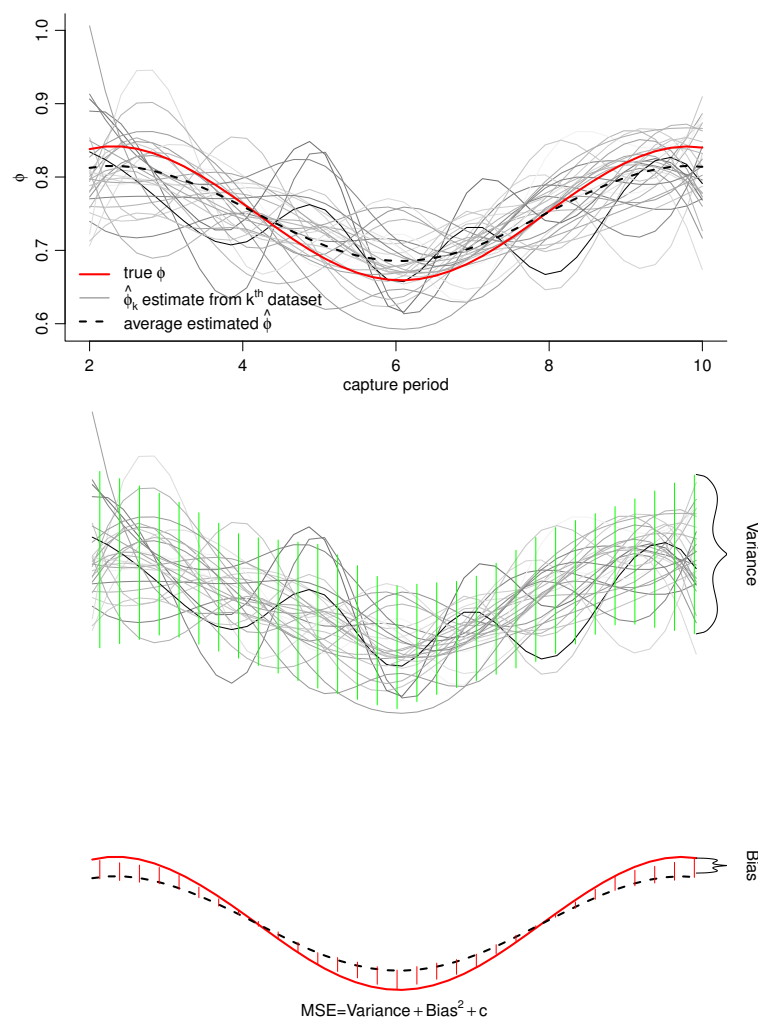 1.0
0.9
0.8
0.7
0.6
ϕ
true ϕ
ϕ̂k estimate from kth dataset
average estimated ϕ̂
2 4 6 8 10
capture period
Variance
Bias
MSE=Variance+Bias²+c